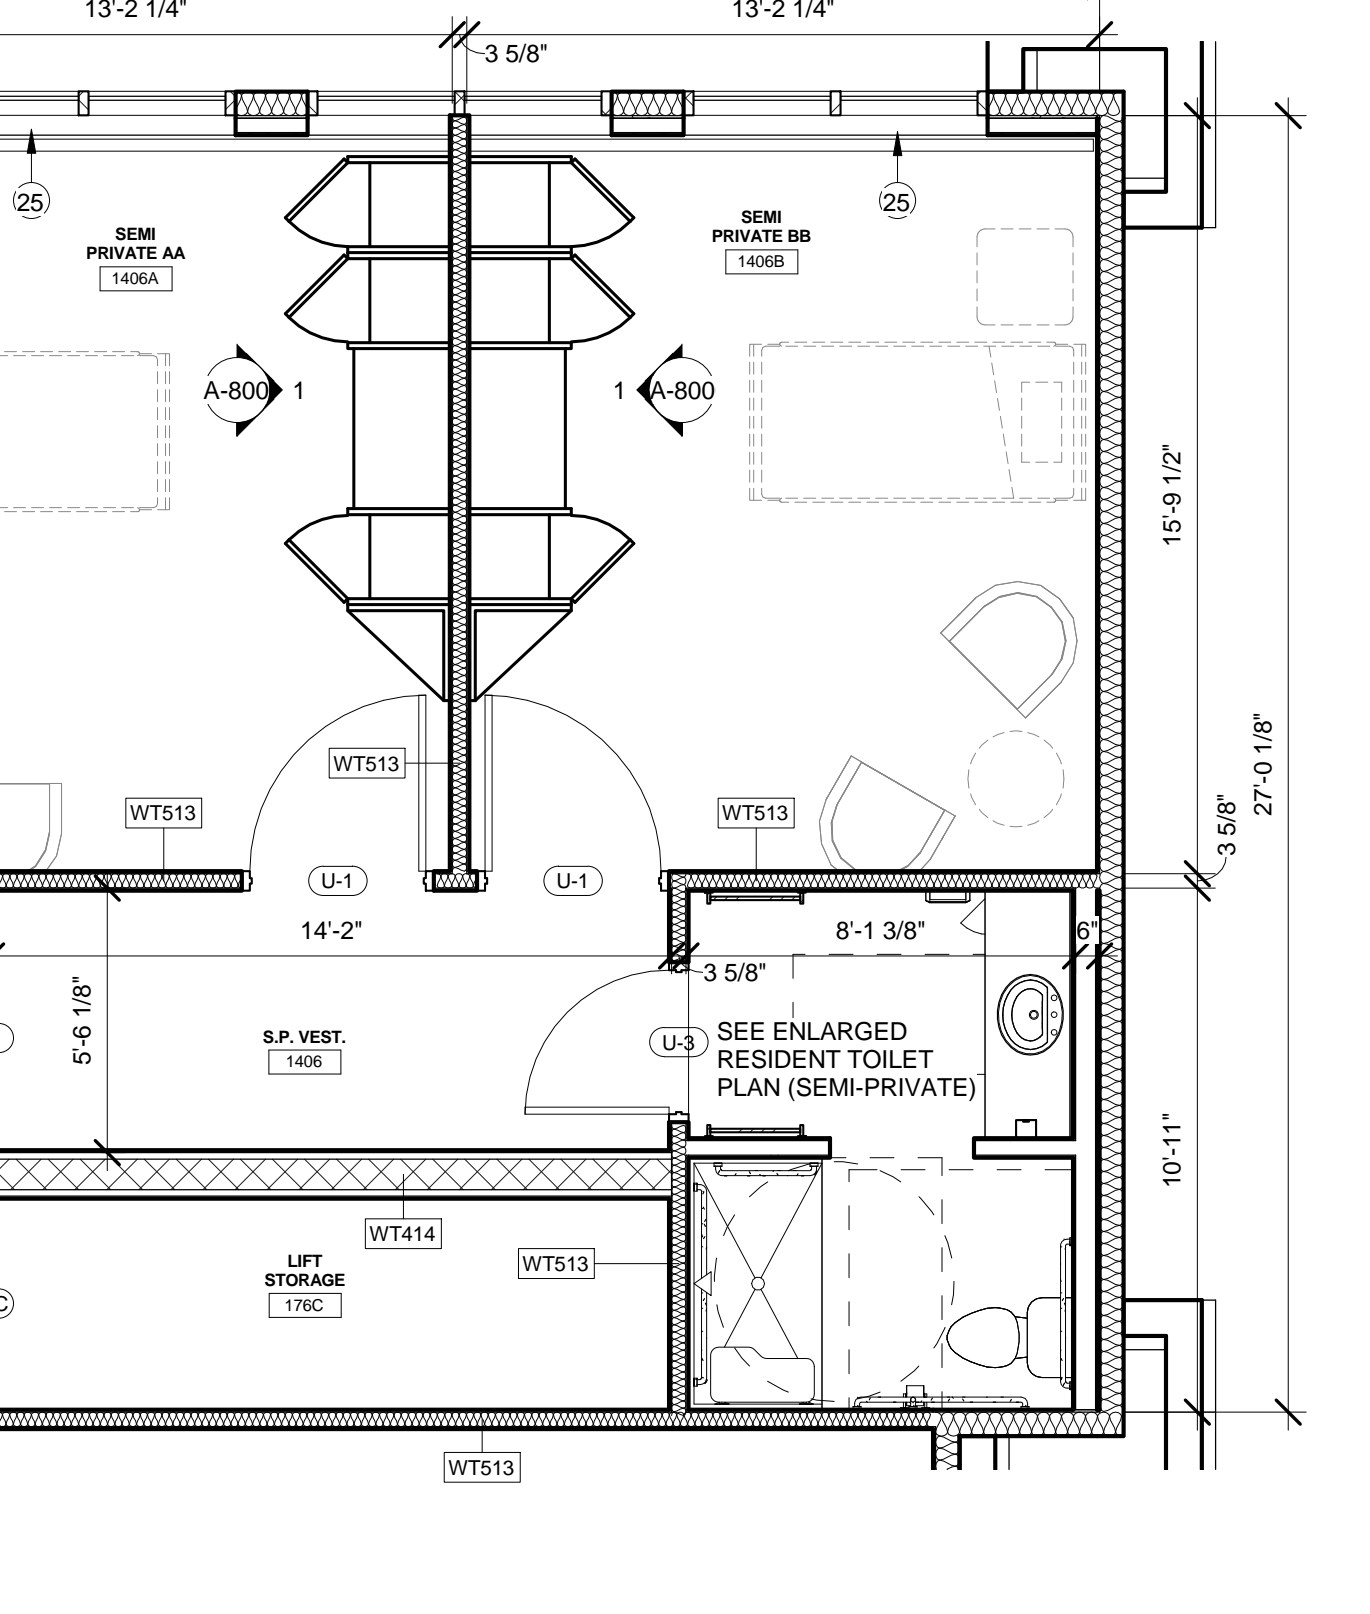 13'-2 1/4"
13'-2 1/4"
3 5/8"
25
25
SEMI
PRIVATE AA
1406A
SEMI
PRIVATE BB
1406B
A-800
1
1
A-800
15'-9 1/2"
27'-0 1/8"
3 5/8"
WT513
WT513
WT513
U-1
U-1
14'-2"
8'-1 3/8"
6"
3 5/8"
5'-6 1/8"
S.P. VEST.
1406
U-3
SEE ENLARGED
RESIDENT TOILET
PLAN (SEMI-PRIVATE)
10'-11"
WT414
WT513
LIFT
STORAGE
176C
C
WT513